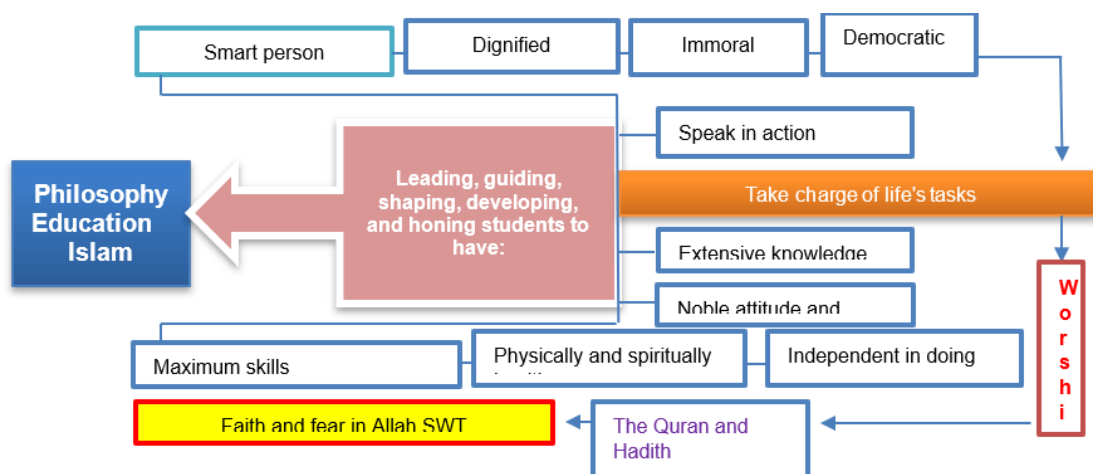 Smart person
Dignified
Immoral
Democratic
Speak in action
Philosophy
Education
Islam
Leading, guiding,
shaping, developing,
and honing students to
have:
Take charge of life's tasks
Extensive knowledge
Noble attitude and
Worshi
Maximum skills
Physically and spiritually
Independent in doing
Faith and fear in Allah SWT
The Quran and
Hadith